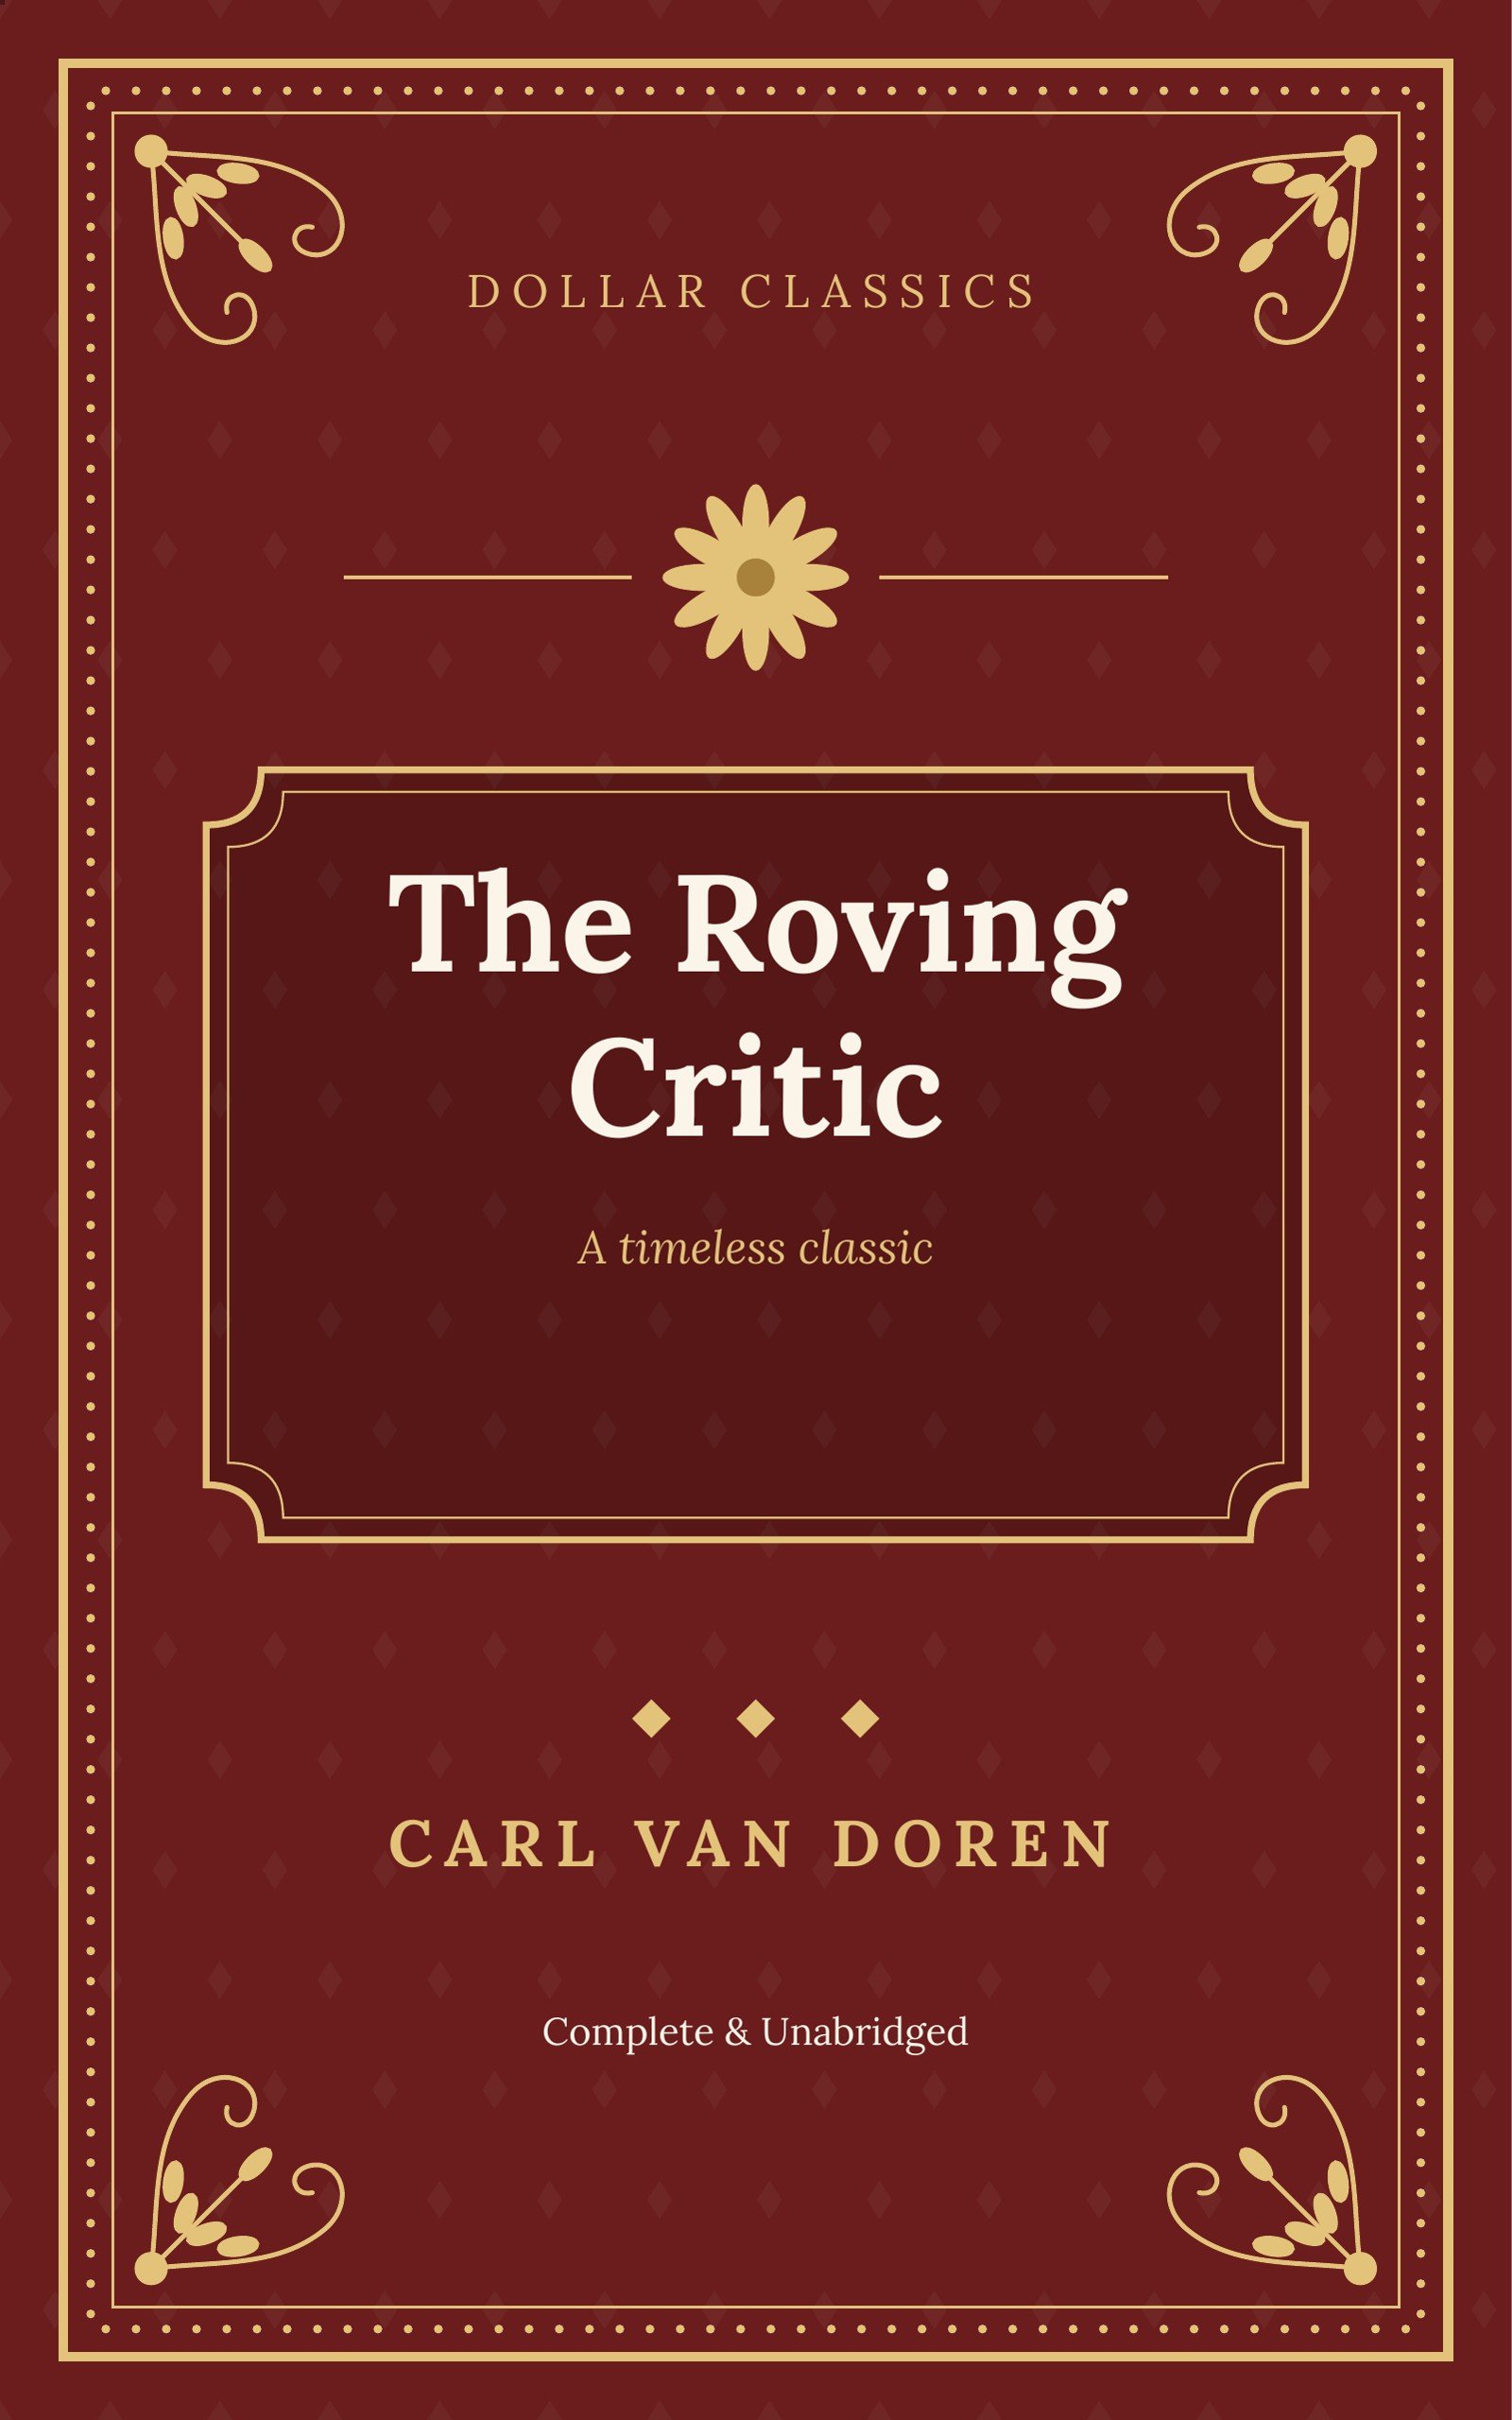 DOLLAR CLASSICS
The Roving
Critic
A timeless classic
CARL VAN DOREN
Complete & Unabridged